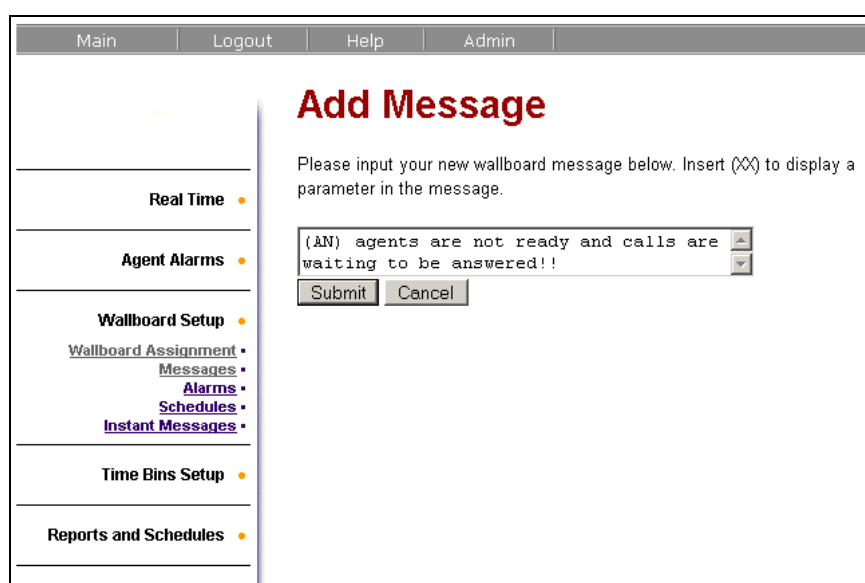 Main Logout Help Admin
Add Message
Please input your new wallboard message below. Insert (XX) to display a
parameter in the message.
(AN) agents are not ready and calls are
waiting to be answered!!
Submit Cancel
Real Time
Agent Alarms
Wallboard Setup
Wallboard Assignment
Messages
Alarms
Schedules
Instant Messages
Time Bins Setup
Reports and Schedules